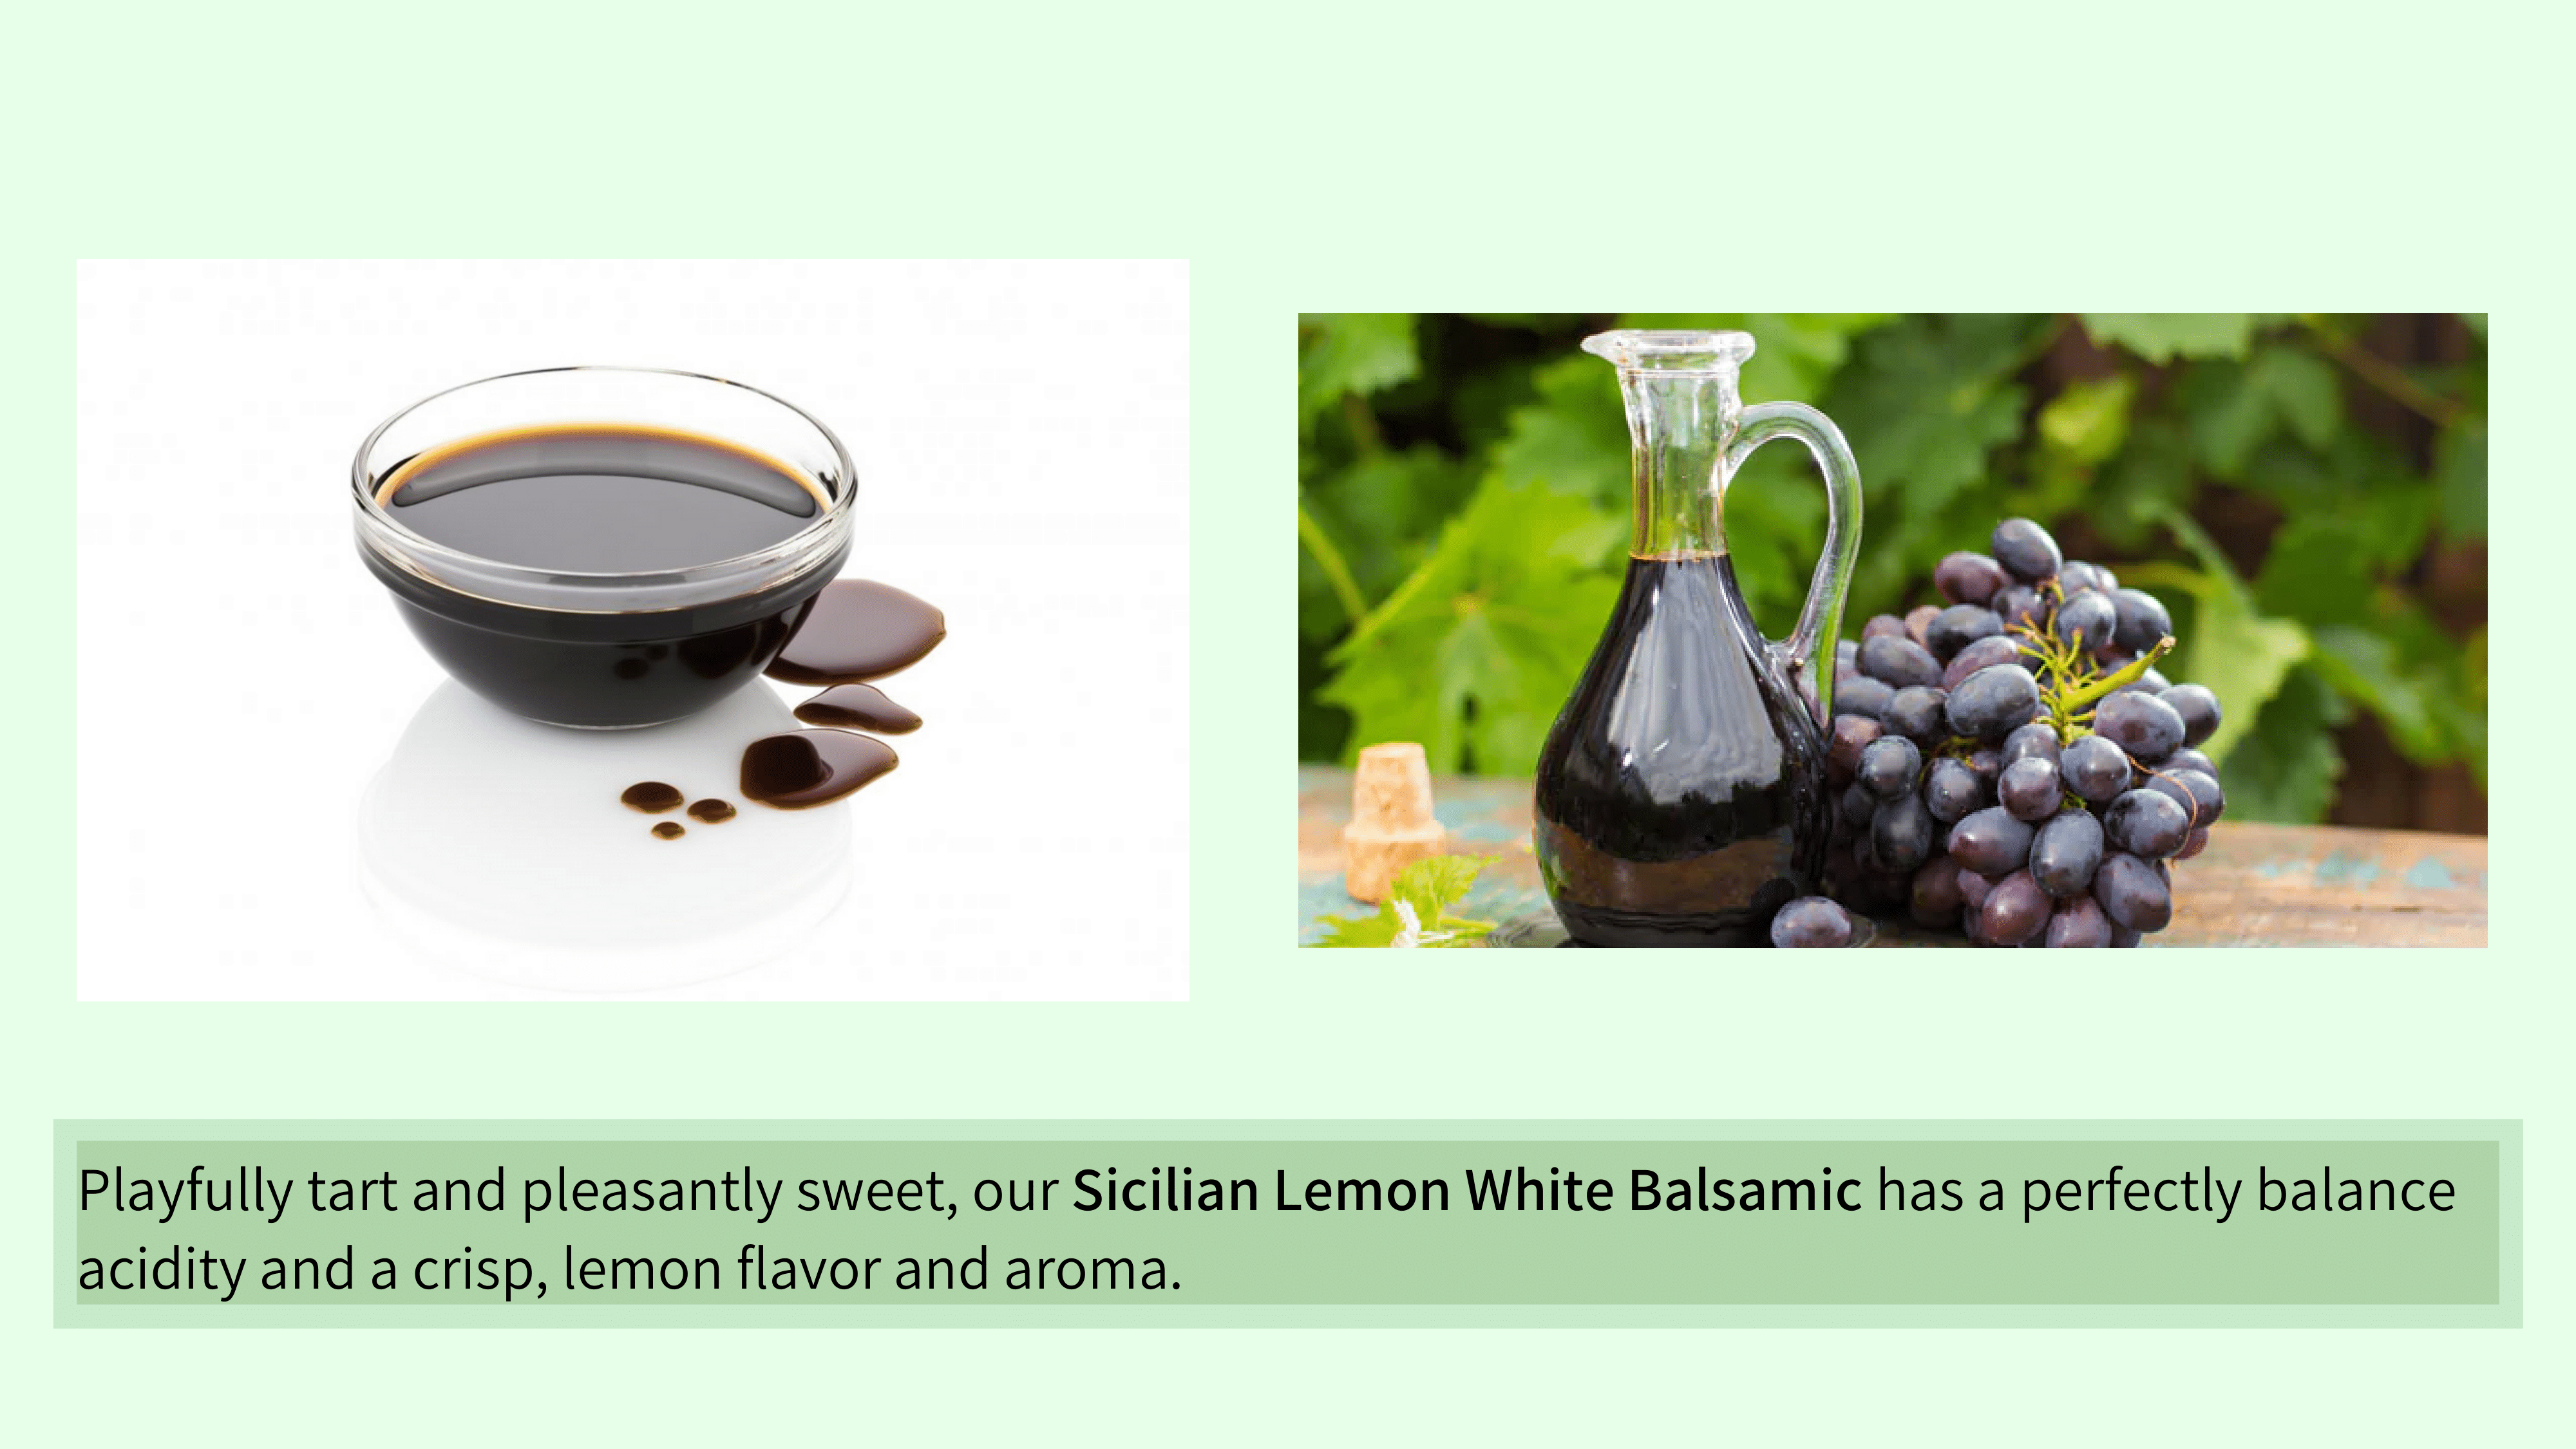 Playfully tart and pleasantly sweet, our Sicilian Lemon White Balsamic has a perfectly balance
acidity and a crisp, lemon flavor and aroma.